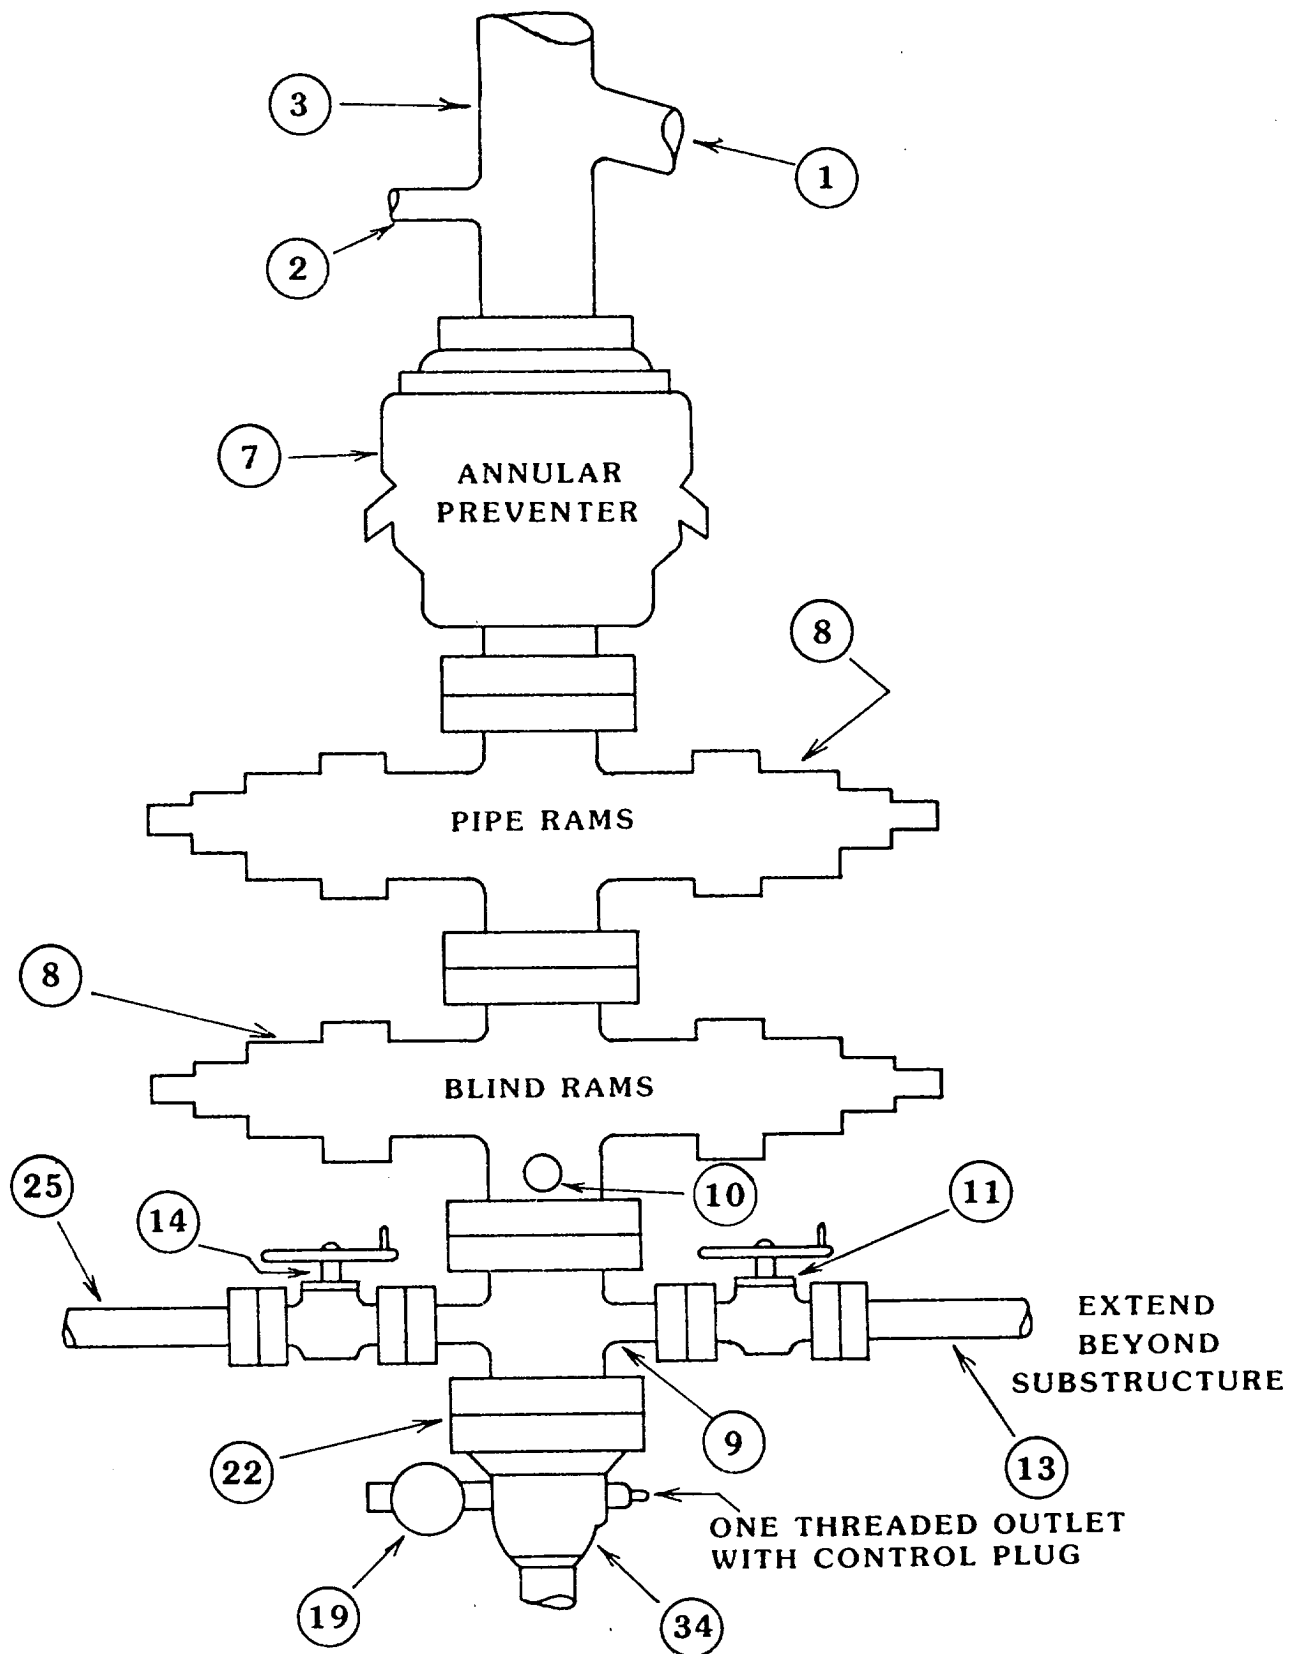 3
1
2
7
ANNULAR
PREVENTER
8
PIPE RAMS
8
BLIND RAMS
25
14
10
11
EXTEND
BEYOND
SUBSTRUCTURE
9
22
13
ONE THREADED OUTLET
WITH CONTROL PLUG
19
34